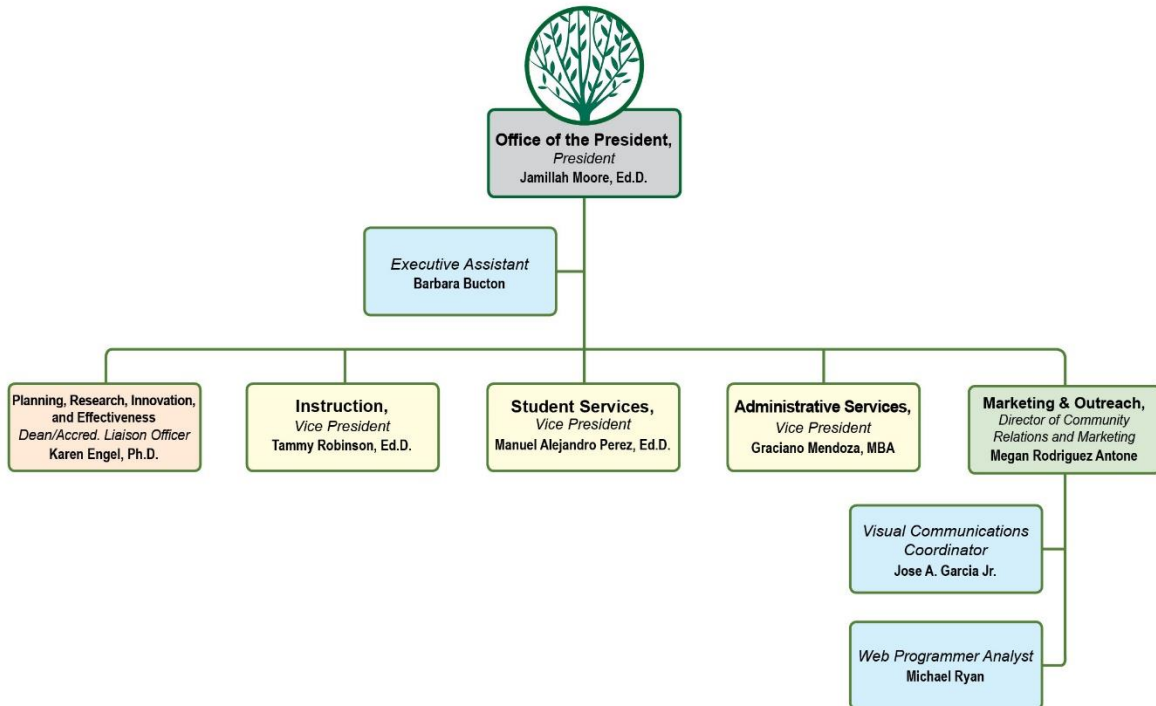 Office of the President,
President
Jamillah Moore, Ed.D.
Executive Assistant
Barbara Bucton
Planning, Research, Innovation,
and Effectiveness
Dean/Accred. Liaison Officer
Karen Engel, Ph.D.
Instruction,
Vice President
Tammy Robinson, Ed.D.
Student Services,
Vice President
Manuel Alejandro Perez, Ed.D.
Administrative Services,
Vice President
Graciano Mendoza, MBA
Marketing & Outreach,
Director of Community
Relations and Marketing
Megan Rodriguez Antone
Visual Communications
Coordinator
Jose A. Garcia Jr.
Web Programmer Analyst
Michael Ryan